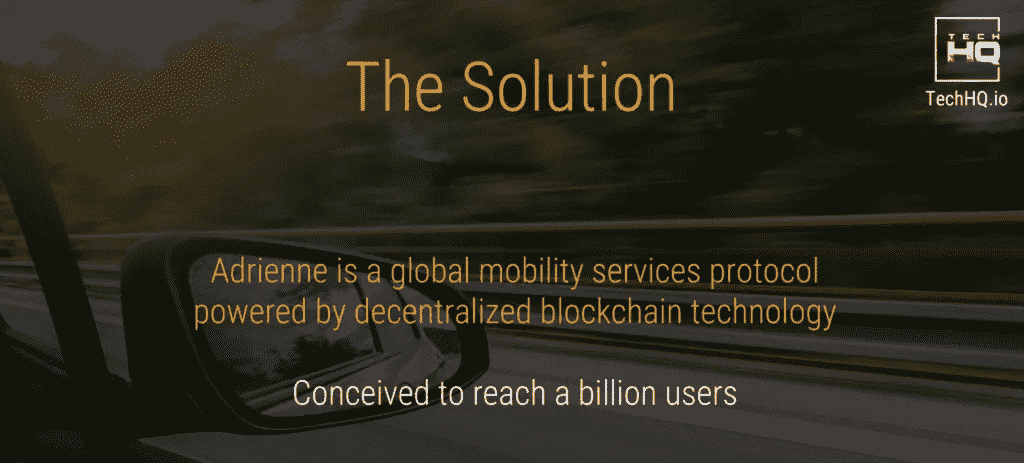 TECH
HQ
TechHQ.io
The Solution
Adrienne is a global mobility services protocol
powered by decentralized blockchain technology
Conceived to reach a billion users